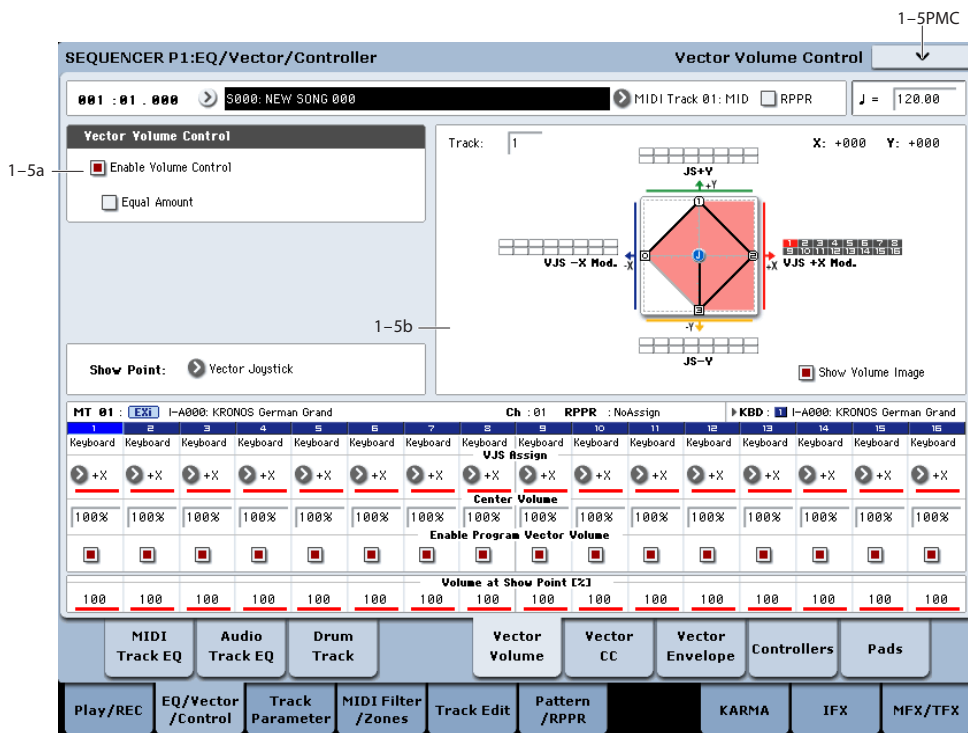 1–5PMC
SEQUENCER P1:EQ/Vector/Controller
Vector Volume Control
001 :01 . 000
S000: NEW SONG 000
MIDI Track 01: MID
RPPR
♩ = 120.00
Vector Volume Control
1–5a
Enable Volume Control
Equal Amount
Track: 1
X: +000 Y: +000
JS+Y
+Y
1
VJS -X Mod.
-X
0
J
2
+X
1 2 3 4 5 6 7 8
9 10 11 12 13 14 15 16
VJS +X Mod.
3
1–5b
-Y
JS-Y
Show Point:
Vector Joystick
Show Volume Image
MT 01 : EXi I-A000: KRONOS German Grand
Ch : 01 RPPR : NoAssign
KBD : 1 I-A000: KRONOS German Grand
1 2 3 4 5 6 7 8 9 10 11 12 13 14 15 16
Keyboard Keyboard Keyboard Keyboard Keyboard Keyboard Keyboard Keyboard Keyboard Keyboard Keyboard Keyboard Keyboard Keyboard Keyboard Keyboard
VJS Assign
+X +X +X +X +X +X +X +X +X +X +X +X +X +X +X +X
Center Volume
100% 100% 100% 100% 100% 100% 100% 100% 100% 100% 100% 100% 100% 100% 100% 100%
Enable Program Vector Volume
Volume at Show Point [%]
100 100 100 100 100 100 100 100 100 100 100 100 100 100 100 100
MIDI Track EQ
Audio Track EQ
Drum Track
Vector Volume
Vector CC
Vector Envelope
Controllers
Pads
Play/REC
EQ/Vector /Control
Track Parameter
MIDI Filter /Zones
Track Edit
Pattern /RPPR
KARMA
IFX
MFX/TFX